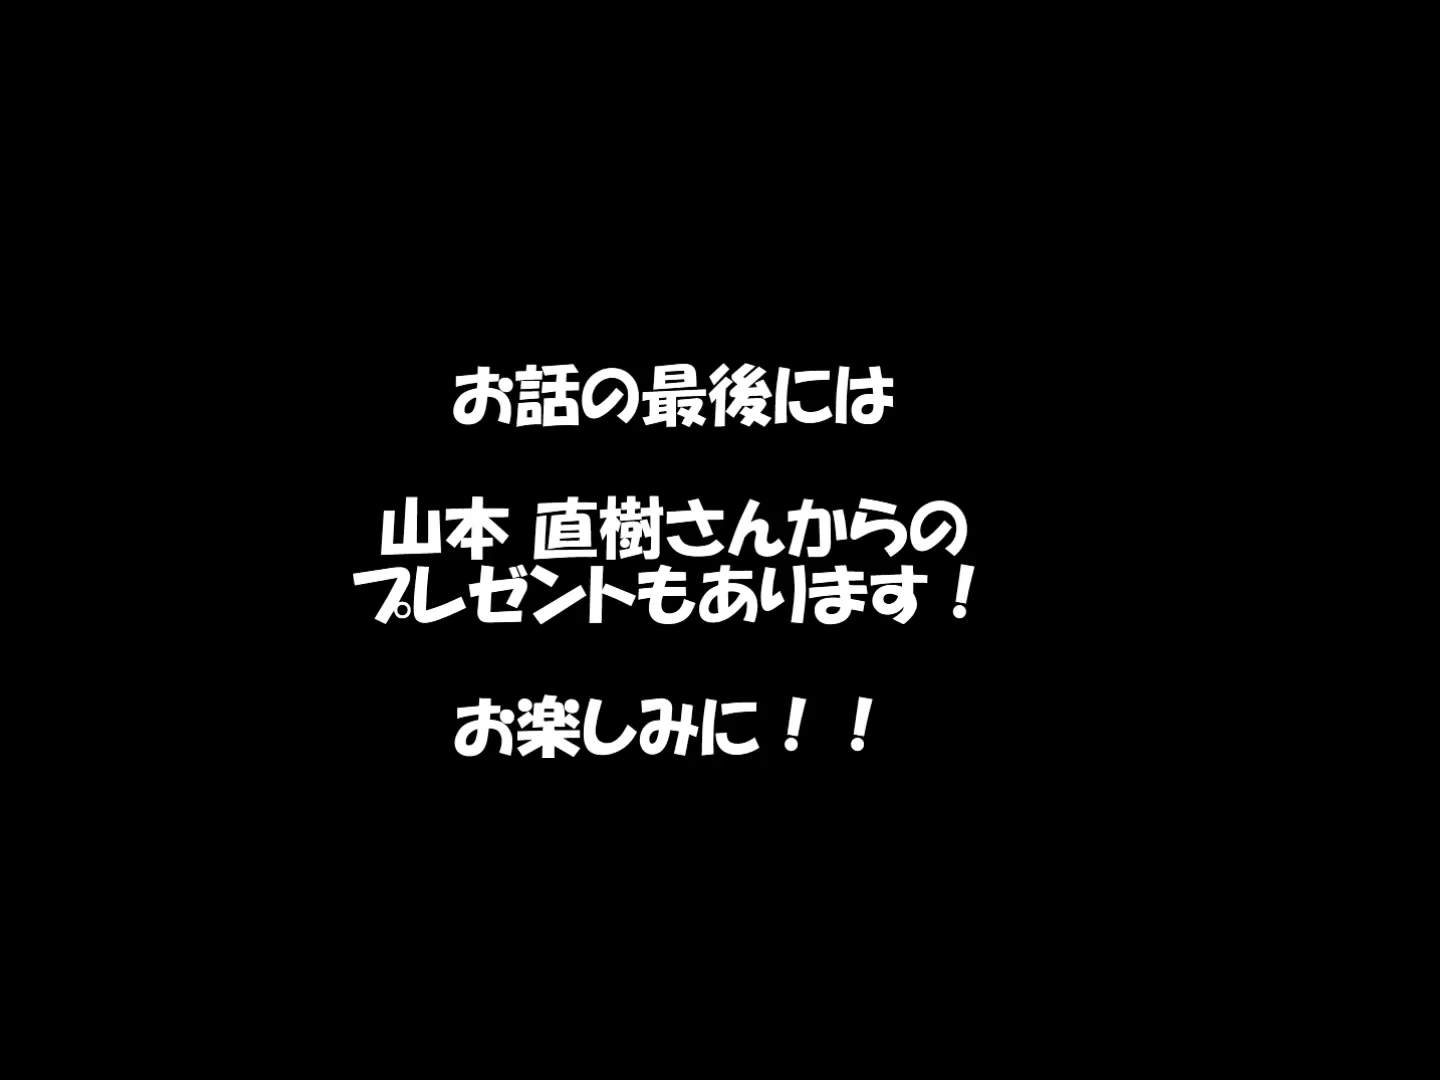 お話の最後には
山本 直樹さんからの
プレゼントもあります！
お楽しみに！！